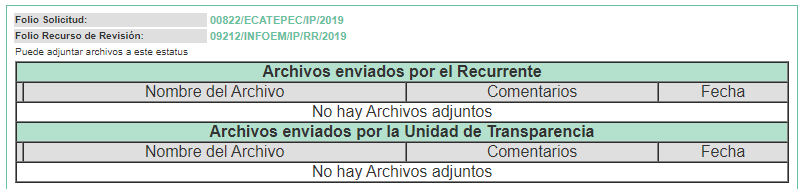 Folio Solicitud: 00822/ECATEPEC/IP/2019
Folio Recurso de Revisión: 09212/INFOEM/IP/RR/2019
Puede adjuntar archivos a este estatus
Archivos enviados por el Recurrente
Nombre del Archivo Comentarios Fecha
No hay Archivos adjuntos
Archivos enviados por la Unidad de Transparencia
Nombre del Archivo Comentarios Fecha
No hay Archivos adjuntos